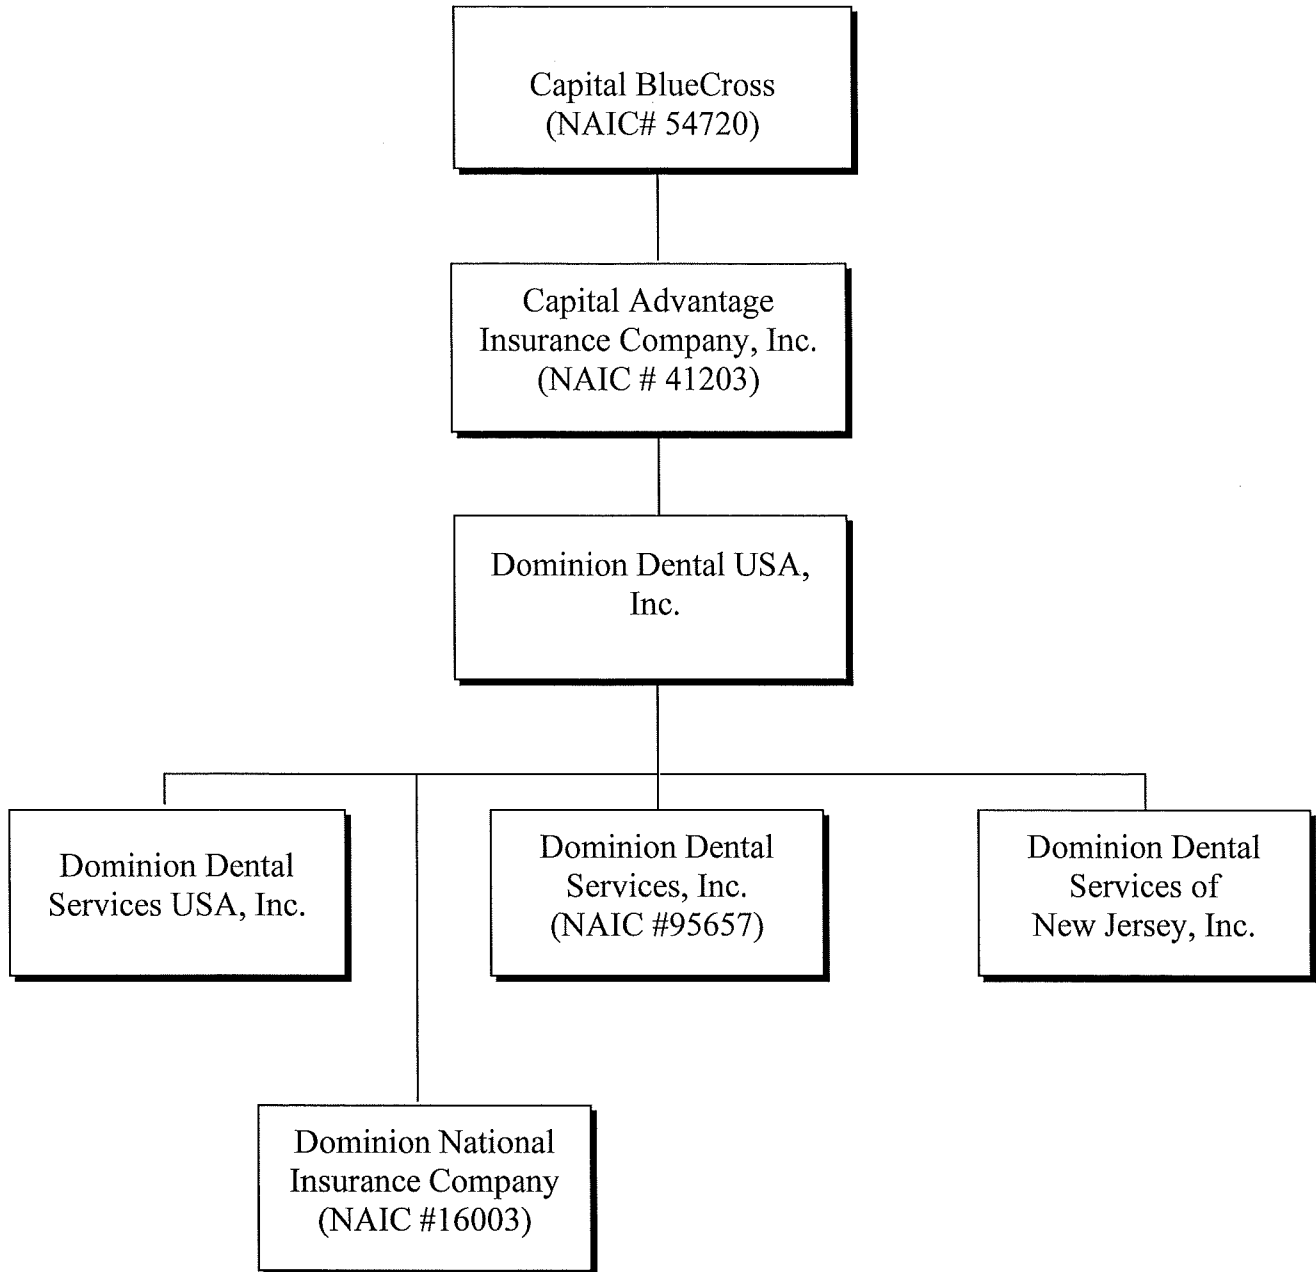 Capital BlueCross
(NAIC# 54720)
Capital Advantage
Insurance Company, Inc.
(NAIC # 41203)
Dominion Dental USA,
Inc.
Dominion Dental
Services USA, Inc.
Dominion Dental
Services, Inc.
(NAIC #95657)
Dominion Dental
Services of
New Jersey, Inc.
Dominion National
Insurance Company
(NAIC #16003)